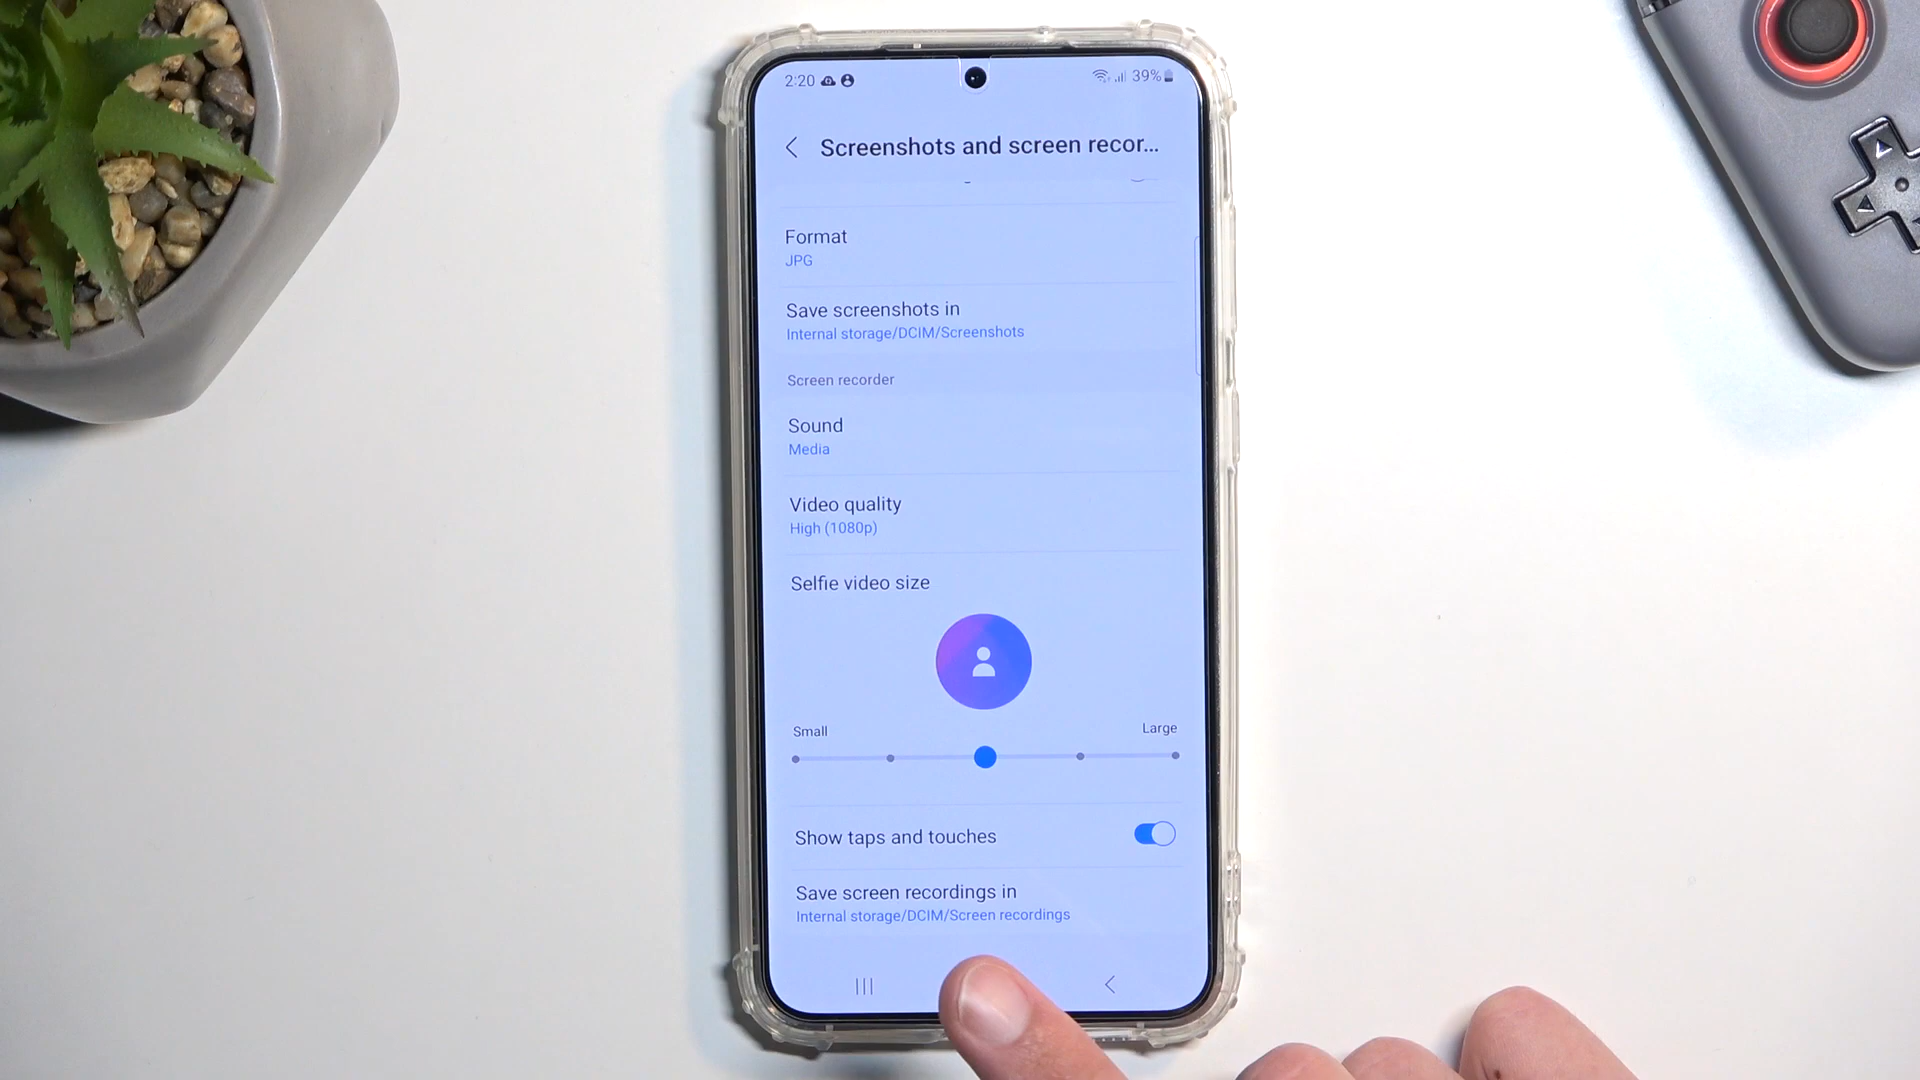 2:20
39%
Screenshots and screen recor...
Format
JPG
Save screenshots in
Internal storage/DCIM/Screenshots
Screen recorder
Sound
Media
Video quality
High (1080p)
Selfie video size
Small
Large
Show taps and touches
Save screen recordings in
Internal storage/DCIM/Screen recordings